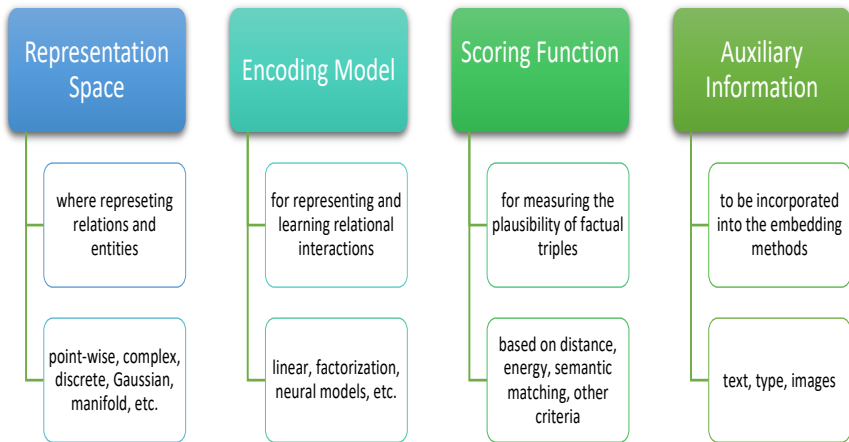 Representation
Space
where represeting
relations and
entities
point-wise, complex,
discrete, Gaussian,
manifold, etc.
Encoding Model
for representing and
learning relational
interactions
linear, factorization,
neural models, etc.
Scoring Function
for measuring the
plausibility of factual
triples
based on distance,
energy, semantic
matching, other
criteria
Auxiliary
Information
to be incorporated
into the embedding
methods
text, type, images